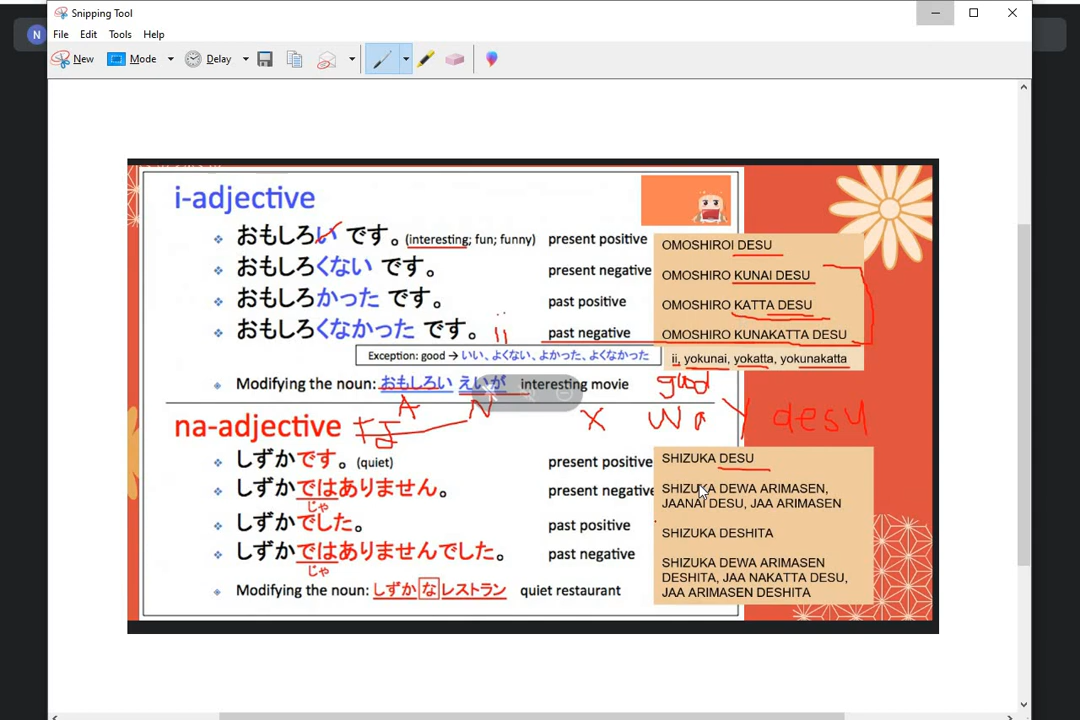 Snipping Tool
N
File Edit Tools Help
New Mode Delay
i-adjective
おもしろい です。 (interesting; fun; funny) present positive OMOSHIROI DESU
おもしろくない です。 present negative OMOSHIRO KUNAI DESU
おもしろかった です。 past positive OMOSHIRO KATTA DESU
おもしろくなかった です。 past negative OMOSHIRO KUNAKATTA DESU
ii
Exception: good → いい、よくない、よかった、よくなかった ii, yokunai, yokatta, yokunakatta
Modifying the noun: おもしろい えいが interesting movie good
A N X Wa Y desu
na-adjective な
しずかです。 (quiet) present positive SHIZUKA DESU
しずかではありません。 present negative SHIZUKA DEWA ARIMASEN,
じゃ JAANAI DESU, JAA ARIMASEN
しずかでした。 past positive SHIZUKA DESHITA
しずかではありませんでした。 past negative SHIZUKA DEWA ARIMASEN
じゃ DESHITA, JAA NAKATTA DESU,
Modifying the noun: しずかなレストラン quiet restaurant JAA ARIMASEN DESHITA